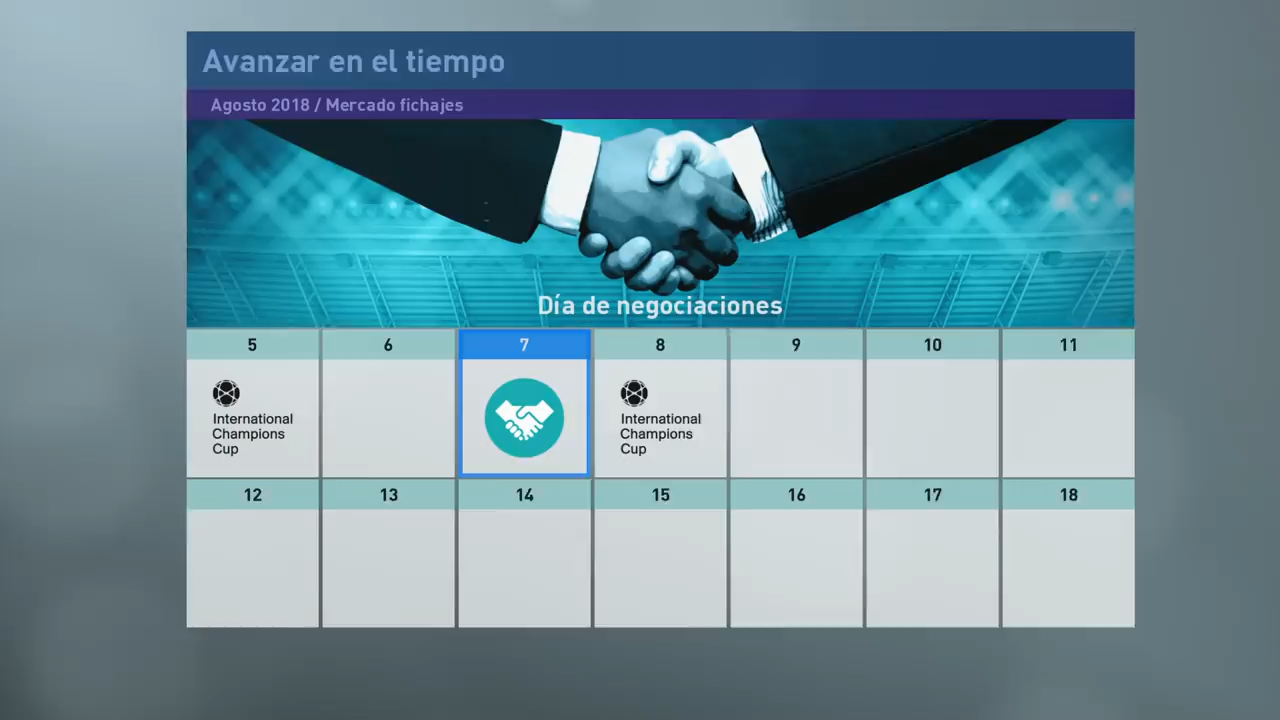 Avanzar en el tiempo
Agosto 2018 / Mercado fichajes
Día de negociaciones
5 6 7 8 9 10 11
International
Champions
Cup
International
Champions
Cup
12 13 14 15 16 17 18